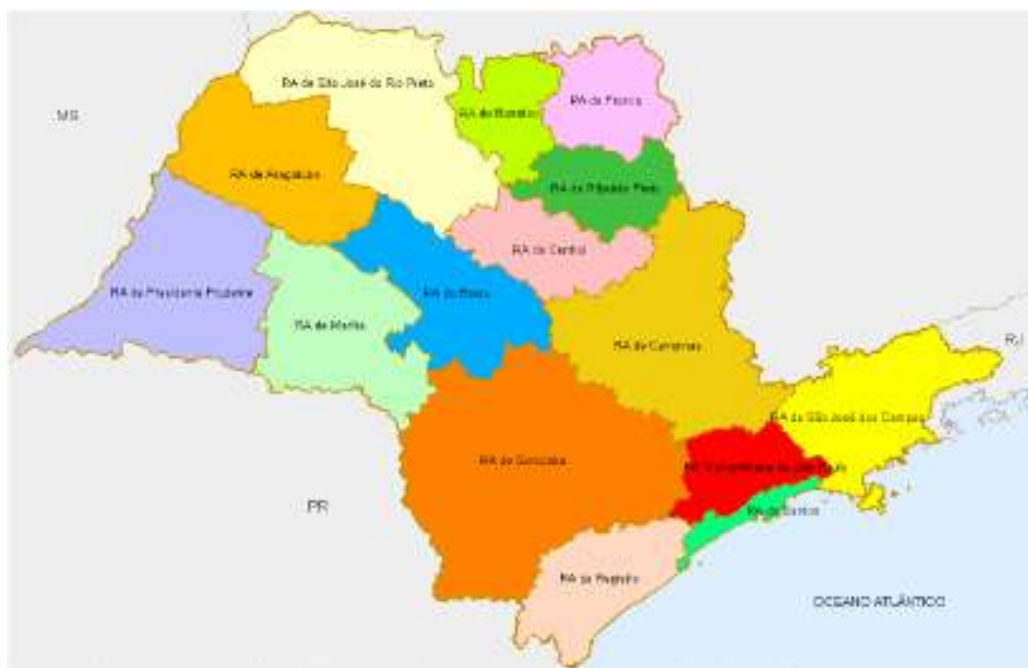 RA de São José do Rio Preto
RA de Franca
MS
RA de Barretos
RA de Araçatuba
RA de Ribeirão Preto
RA de Central
RA de Presidente Prudente
RA de Bauru
RA de Marília
RJ
RA de Campinas
RA de São José dos Campos
RA de Sorocaba
RA Metropolitana de São Paulo
PR
RA de Santos
RA de Registro
OCEANO ATLÂNTICO